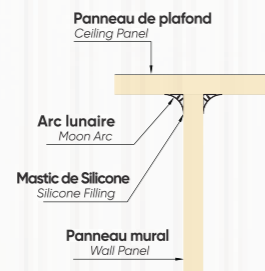 Panneau de plafond
Ceiling Panel
Arc lunaire
Moon Arc
Mastic de Silicone
Silicone Filling
Panneau mural
Wall Panel